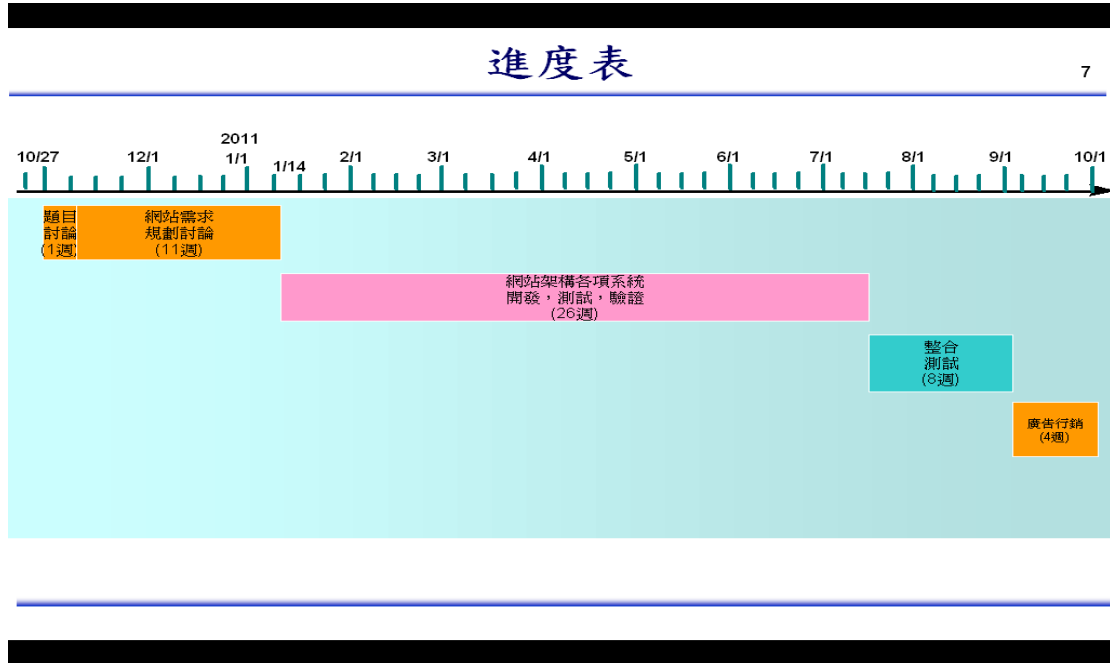 進度表
7
2011
10/27 12/1 1/1 1/14 2/1 3/1 4/1 5/1 6/1 7/1 8/1 9/1 10/1
題目
討論
(1週)
網站需求
規劃討論
(11週)
網站架構各項系統
開發，測試，驗證
(26週)
整合
測試
(8週)
廣告行銷
(4週)